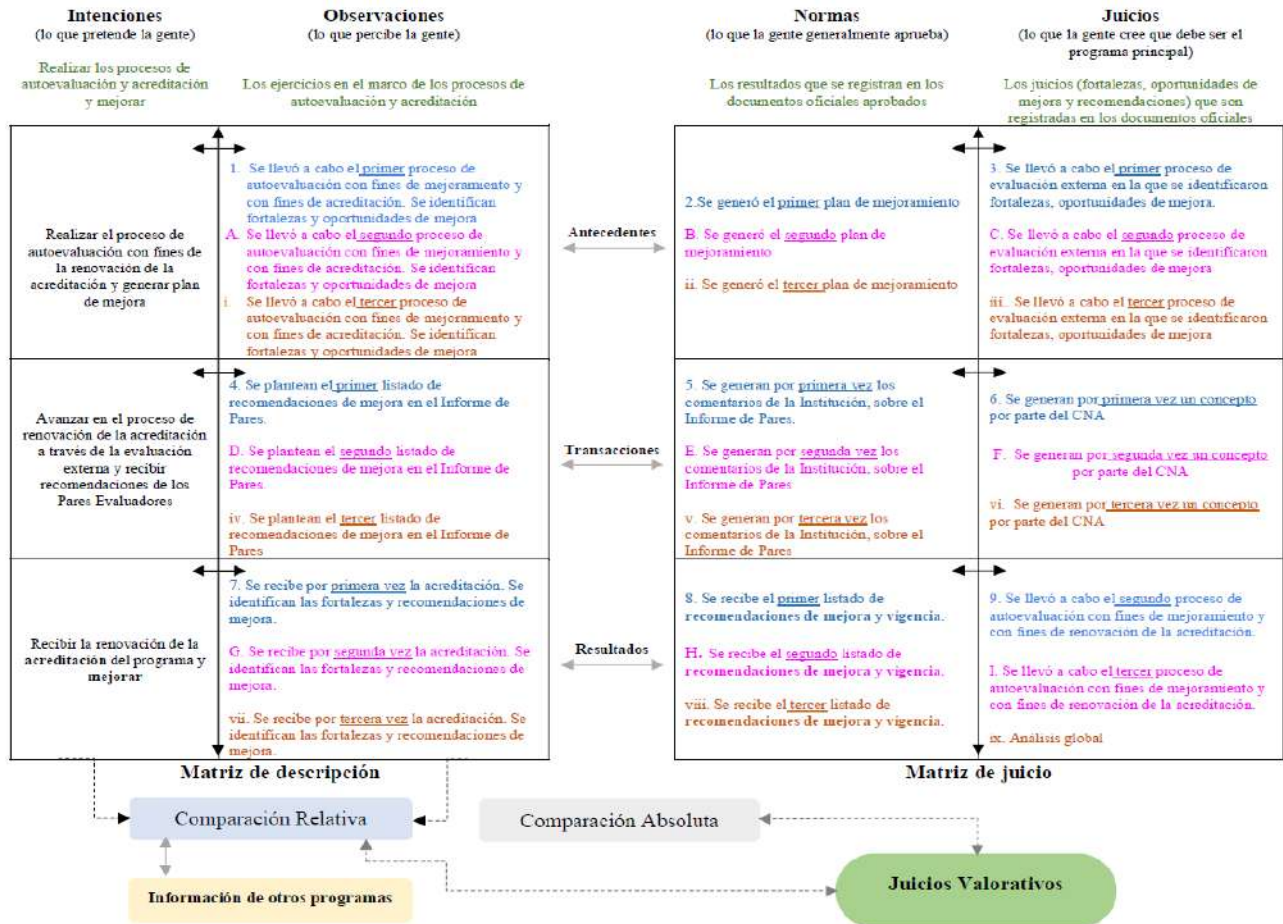 Intenciones
(lo que pretende la gente)
Realizar los procesos de
autoevaluación y acreditación
y mejorar
Observaciones
(lo que percibe la gente)
Los ejercicios en el marco de los procesos de
autoevaluación y acreditación
Normas
(lo que la gente generalmente aprueba)
Los resultados que se registran en los
documentos oficiales aprobados
Juicios
(lo que la gente cree que debe ser el
programa principal)
Los juicios (fortalezas, oportunidades de
mejora y recomendaciones) que son
registradas en los documentos oficiales
Realizar el proceso de
autoevaluación con fines de
la renovación de la
acreditación y generar plan
de mejora
1. Se llevó a cabo el primer proceso de
autoevaluación con fines de mejoramiento y
con fines de acreditación. Se identifican
fortalezas y oportunidades de mejora
A. Se llevó a cabo el segundo proceso de
autoevaluación con fines de mejoramiento y
con fines de acreditación. Se identifican
fortalezas y oportunidades de mejora
i. Se llevó a cabo el tercer proceso de
autoevaluación con fines de mejoramiento y
con fines de acreditación. Se identifican
fortalezas y oportunidades de mejora
Antecedentes
2.Se generó el primer plan de mejoramiento
B. Se generó el segundo plan de
mejoramiento
ii. Se generó el tercer plan de mejoramiento
3. Se llevó a cabo el primer proceso de
evaluación externa en la que se identificaron
fortalezas, oportunidades de mejora.
C. Se llevó a cabo el segundo proceso de
evaluación externa en la que se identificaron
fortalezas, oportunidades de mejora
iii. Se llevó a cabo el tercer proceso de
evaluación externa en la que se identificaron
fortalezas, oportunidades de mejora
Avanzar en el proceso de
renovación de la acreditación
a través de la evaluación
externa y recibir
recomendaciones de los
Pares Evaluadores
4. Se plantean el primer listado de
recomendaciones de mejora en el Informe de
Pares.
D. Se plantean el segundo listado de
recomendaciones de mejora en el Informe de
Pares
iv. Se plantean el tercer listado de
recomendaciones de mejora en el Informe de
Pares
Transacciones
5. Se generan por primera vez los
comentarios de la Institución, sobre el
Informe de Pares.
E. Se generan por segunda vez los
comentarios de la Institución, sobre el
Informe de Pares
v. Se generan por tercera vez los
comentarios de la Institución, sobre el
Informe de Pares
6. Se generan por primera vez un concepto
por parte del CNA
F. Se generan por segunda vez un concepto
por parte del CNA
vi. Se generan por tercera vez un concepto
por parte del CNA
Recibir la renovación de la
acreditación del programa y
mejorar
7. Se recibe por primera vez la acreditación. Se
identifican las fortalezas y recomendaciones de
mejora.
G. Se recibe por segunda vez la acreditación. Se
identifican las fortalezas y recomendaciones de
mejora.
vii. Se recibe por tercera vez la acreditación. Se
identifican las fortalezas y recomendaciones de
mejora.
Resultados
8. Se recibe el primer listado de
recomendaciones de mejora y vigencia.
H. Se recibe el segundo listado de
recomendaciones de mejora y vigencia.
viii. Se recibe el tercer listado de
recomendaciones de mejora y vigencia.
9. Se llevó a cabo el segundo proceso de
autoevaluación con fines de mejoramiento y
con fines de renovación de la acreditación.
I. Se llevó a cabo el tercer proceso de
autoevaluación con fines de mejoramiento y
con fines de renovación de la acreditación.
ix. Análisis global
Matriz de descripción
Matriz de juicio
Comparación Relativa
Comparación Absoluta
Información de otros programas
Juicios Valorativos